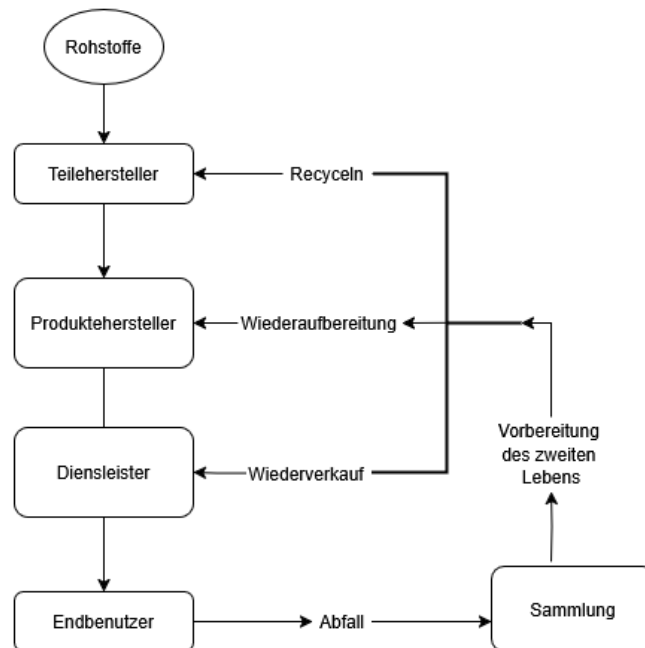 Rohstoffe
Teilehersteller
Recyceln
Produktehersteller
Wiederaufbereitung
Vorbereitung
des zweiten
Lebens
Diensleister
Wiederverkauf
Endbenutzer
Abfall
Sammlung